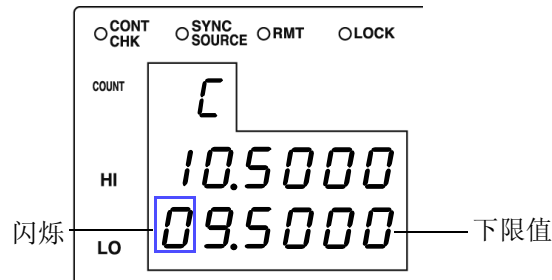 CONT CHK
SYNC SOURCE
RMT
LOCK
COUNT
C
HI
10.5000
闪烁
LO
09.5000
下限值